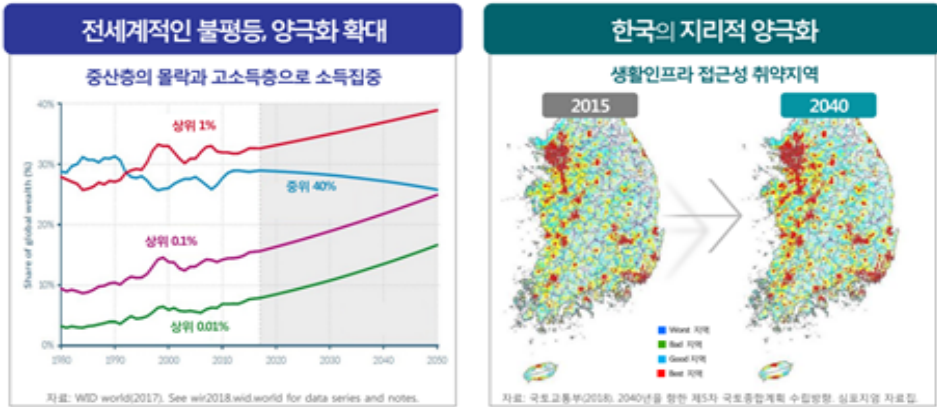 전세계적인 불평등, 양극화 확대
중산층의 몰락과 고소득층으로 소득집중
40%
30%
20%
10%
0%
Share of global wealth (%)
상위 1%
중위 40%
상위 0.1%
상위 0.01%
1980 1990 2000 2010 2020 2030 2040 2050
자료: WID world(2017). See wir2018.wid.world for data series and notes.
한국의 지리적 양극화
생활인프라 접근성 취약지역
2015
2040
Worst 지역
Bad 지역
Good 지역
Best 지역
자료: 국토교통부(2018). 2040년을 향한 제5차 국토종합계획 수립방향. 심포지엄 자료집.